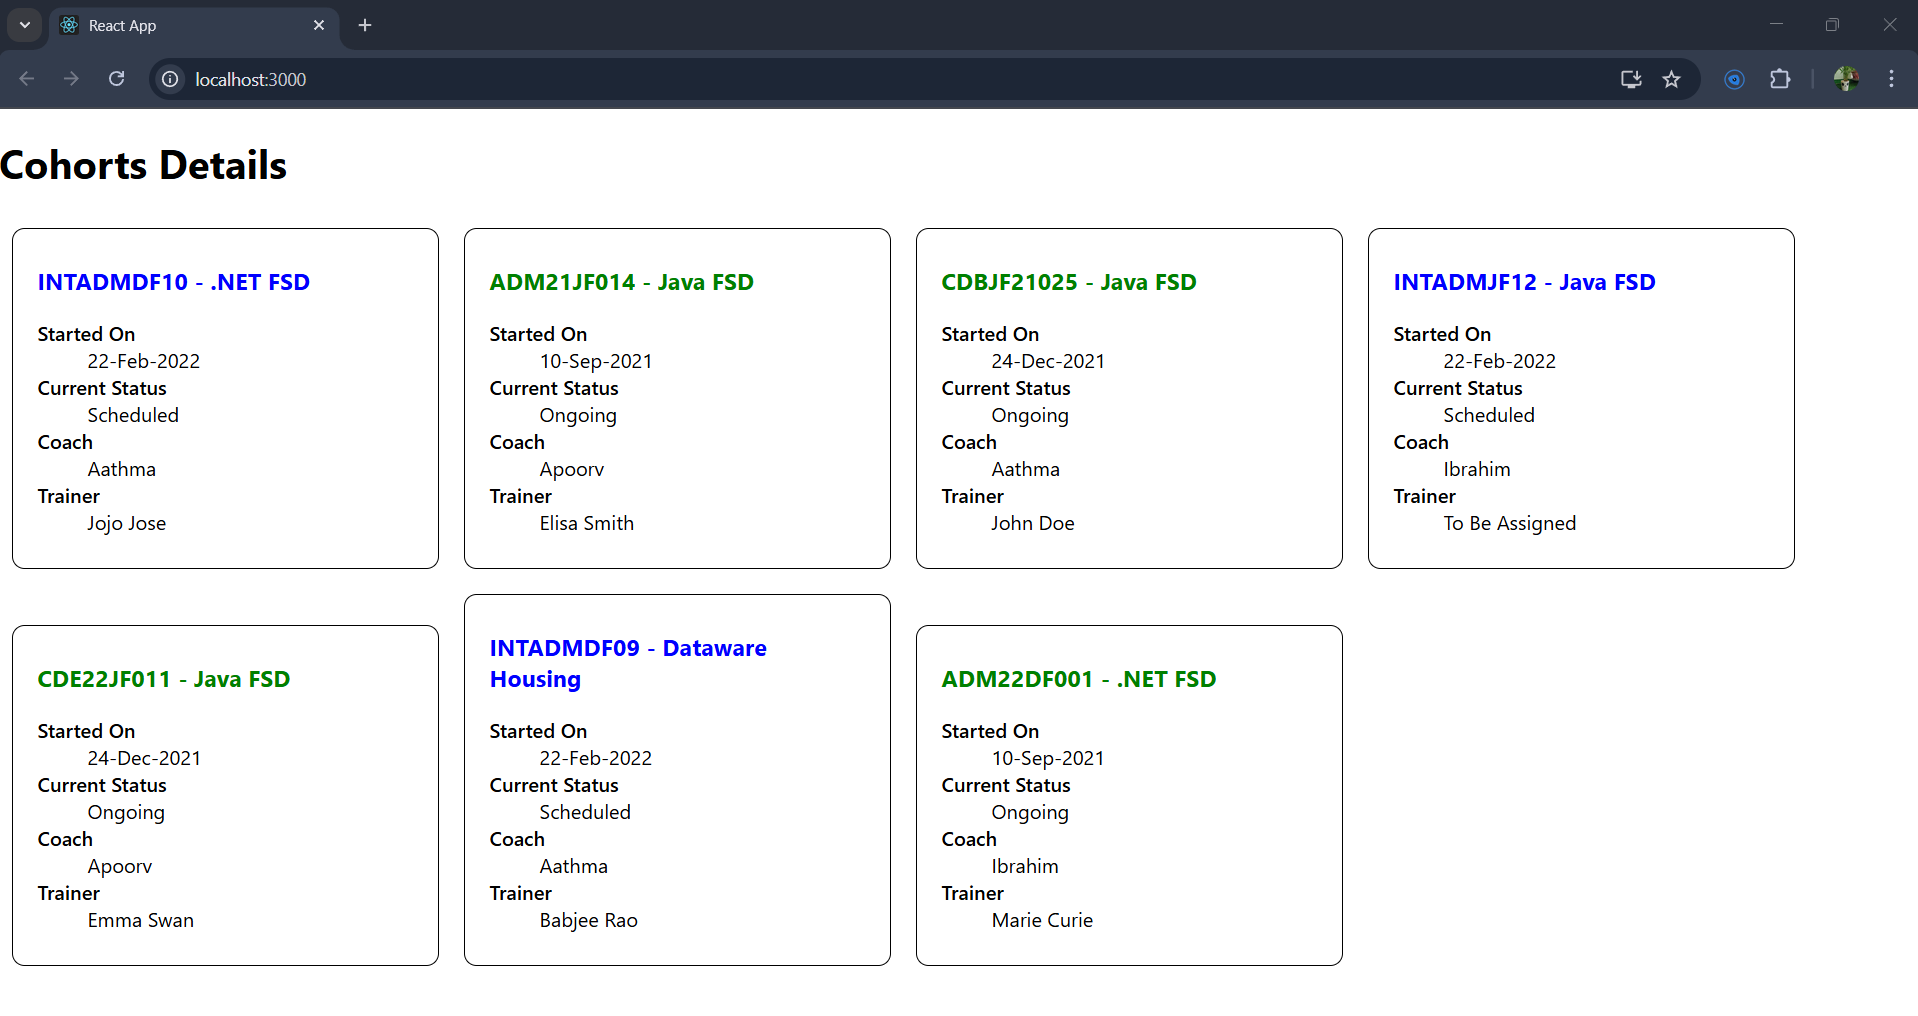 React App
localhost:3000
Cohorts Details
INTADMDF10 - .NET FSD
Started On
22-Feb-2022
Current Status
Scheduled
Coach
Aathma
Trainer
Jojo Jose
ADM21JF014 - Java FSD
Started On
10-Sep-2021
Current Status
Ongoing
Coach
Apoorv
Trainer
Elisa Smith
CDBJF21025 - Java FSD
Started On
24-Dec-2021
Current Status
Ongoing
Coach
Aathma
Trainer
John Doe
INTADMJF12 - Java FSD
Started On
22-Feb-2022
Current Status
Scheduled
Coach
Ibrahim
Trainer
To Be Assigned
CDE22JF011 - Java FSD
Started On
24-Dec-2021
Current Status
Ongoing
Coach
Apoorv
Trainer
Emma Swan
INTADMDF09 - Dataware
Housing
Started On
22-Feb-2022
Current Status
Scheduled
Coach
Aathma
Trainer
Babjee Rao
ADM22DF001 - .NET FSD
Started On
10-Sep-2021
Current Status
Ongoing
Coach
Ibrahim
Trainer
Marie Curie